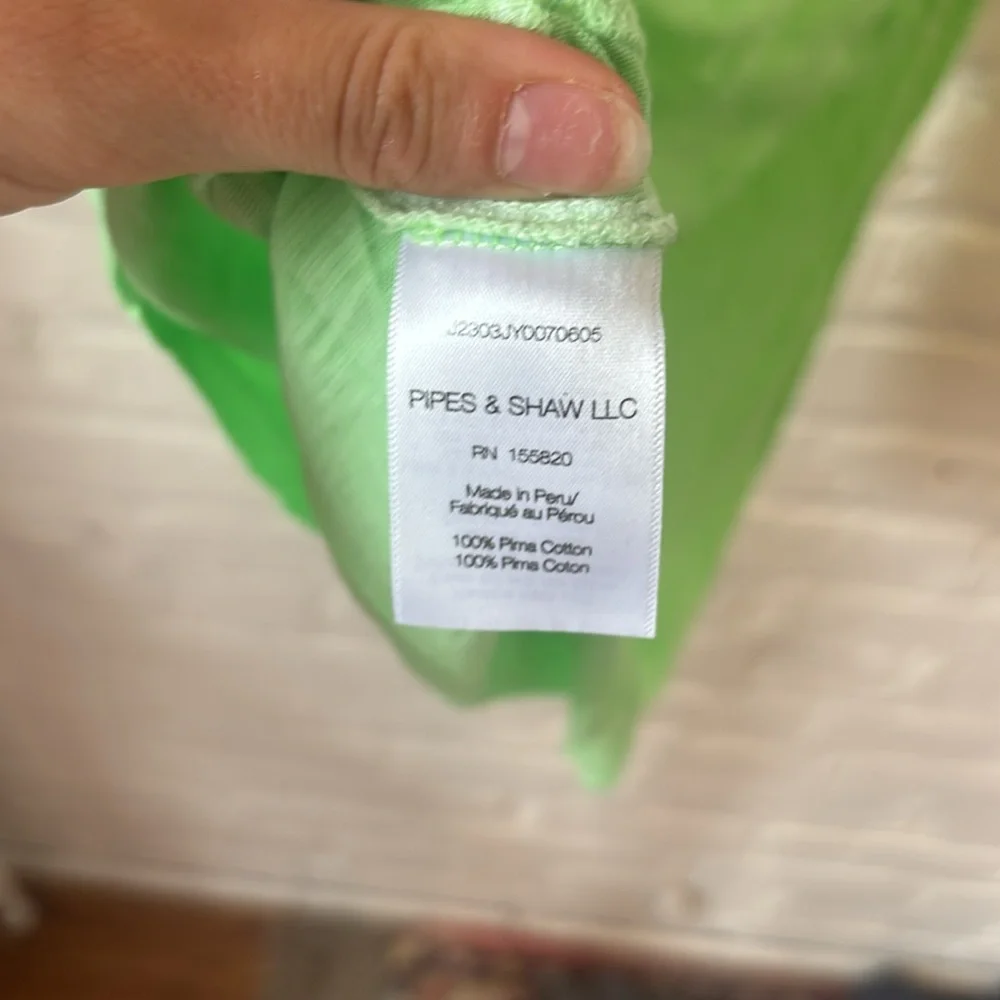 J2303JY0070605
PIPES & SHAW LLC
RN 155820
Made in Peru/
Fabriqué au Pérou
100% Pima Cotton
100% Pima Coton